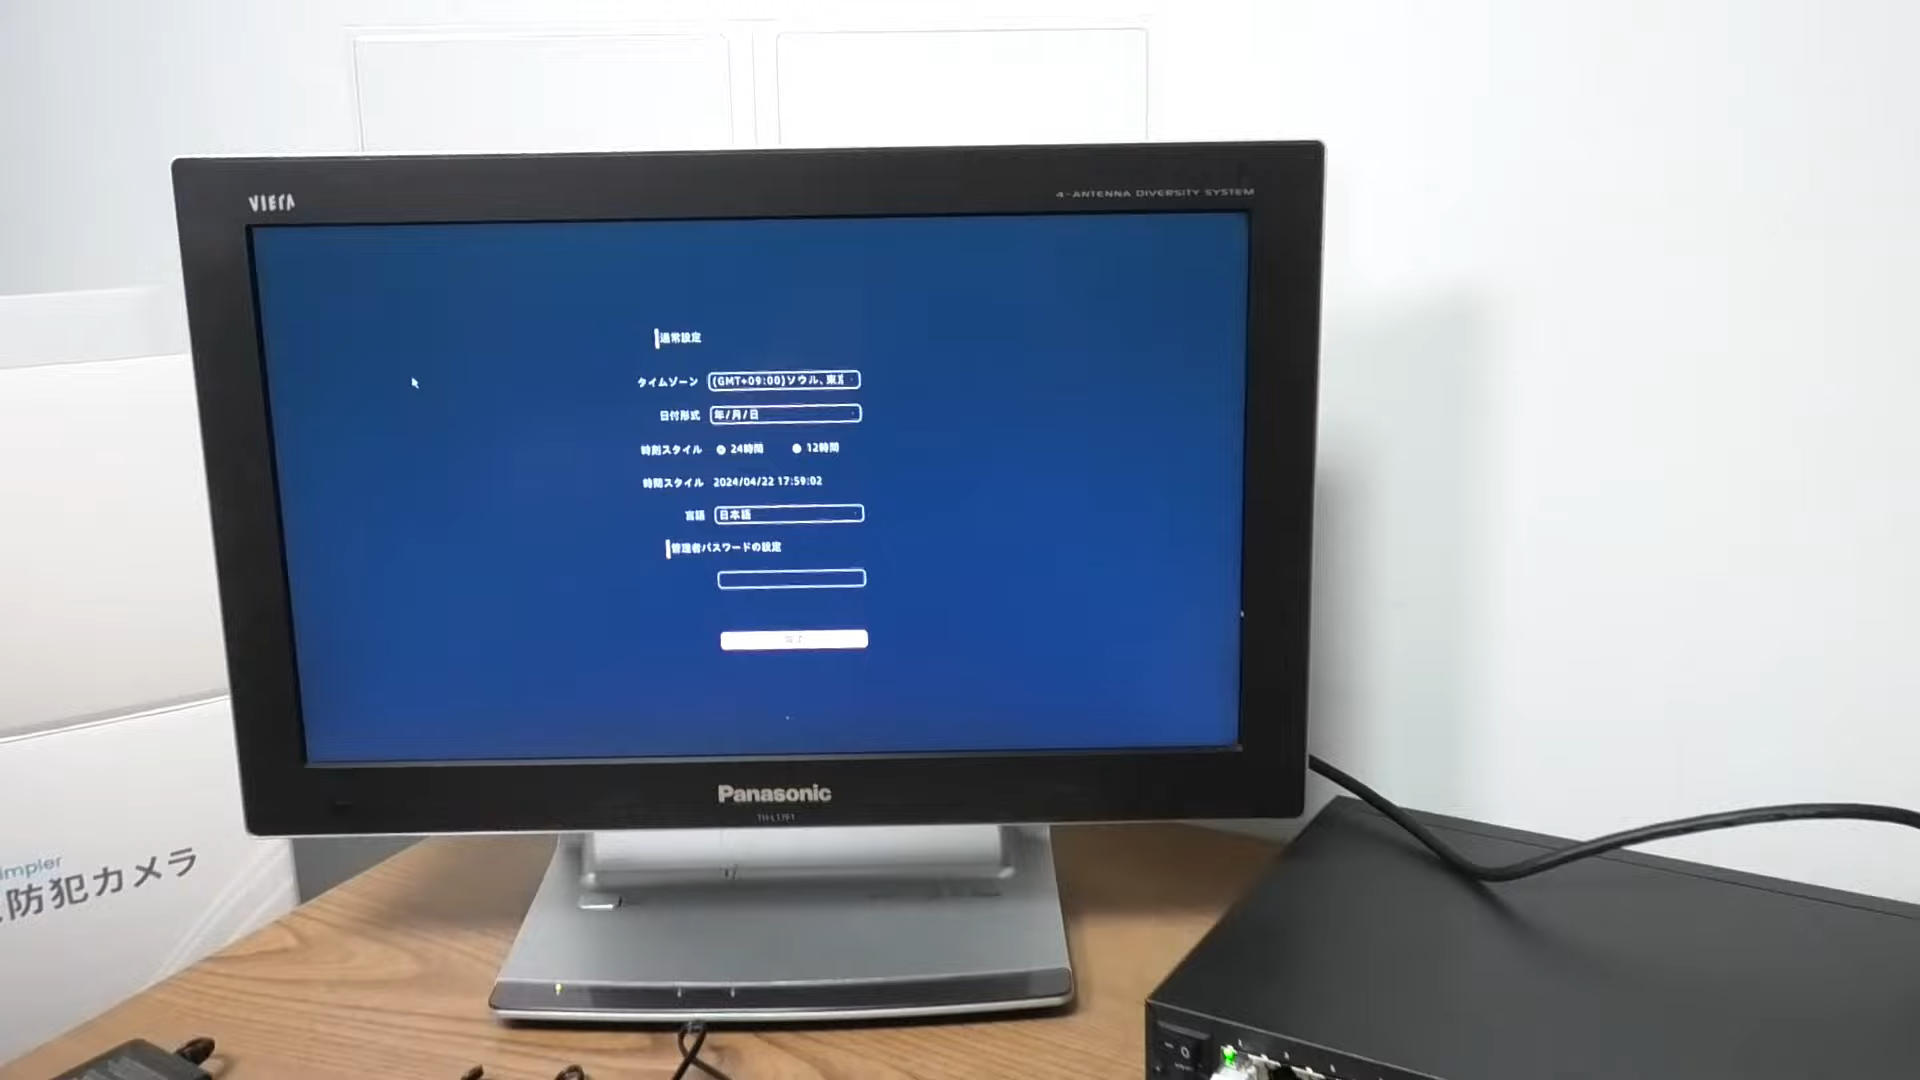 VIERA
4-ANTENNA DIVERSITY SYSTEM
通常設定
タイムゾーン (GMT+09:00)ソウル、東京
日付形式 年/月/日
時刻スタイル 24時間 12時間
時間スタイル 2024/04/22 17:59:02
言語 日本語
管理者パスワードの設定
Panasonic
TH-L17F1
impler
防犯カメラ